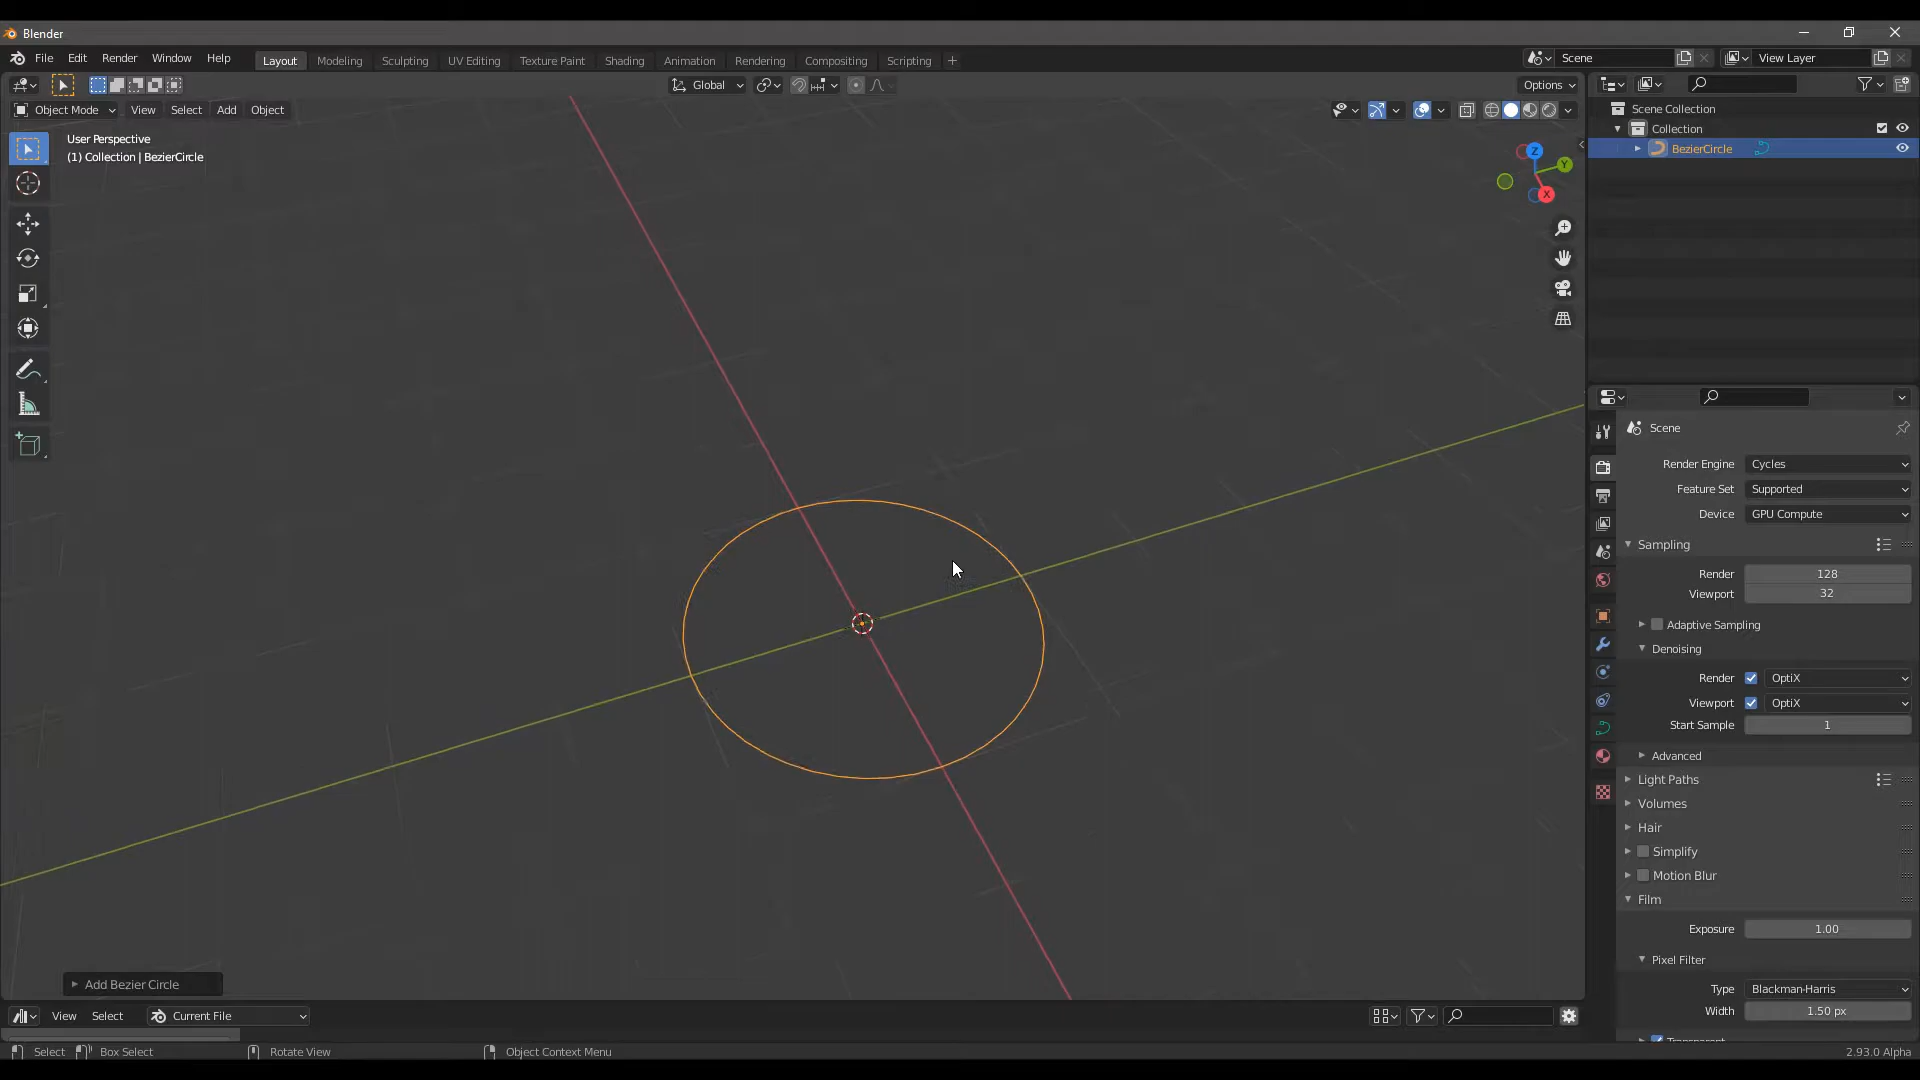 Blender
File Edit Render Window Help
Layout Modeling Sculpting UV Editing Texture Paint Shading Animation Rendering Compositing Scripting +
Scene
View Layer
Global
Options
Object Mode View Select Add Object
User Perspective
(1) Collection | BezierCircle
Z
Y
X
Scene Collection
Collection
BezierCircle
Scene
Render Engine Cycles
Feature Set Supported
Device GPU Compute
Sampling
Render 128
Viewport 32
Adaptive Sampling
Denoising
Render OptiX
Viewport OptiX
Start Sample 1
Advanced
Light Paths
Volumes
Hair
Simplify
Motion Blur
Film
Exposure 1.00
Pixel Filter
Type Blackman-Harris
Width 1.50 px
Transparent
Add Bezier Circle
View Select Current File
Select Box Select Rotate View Object Context Menu
2.93.0 Alpha